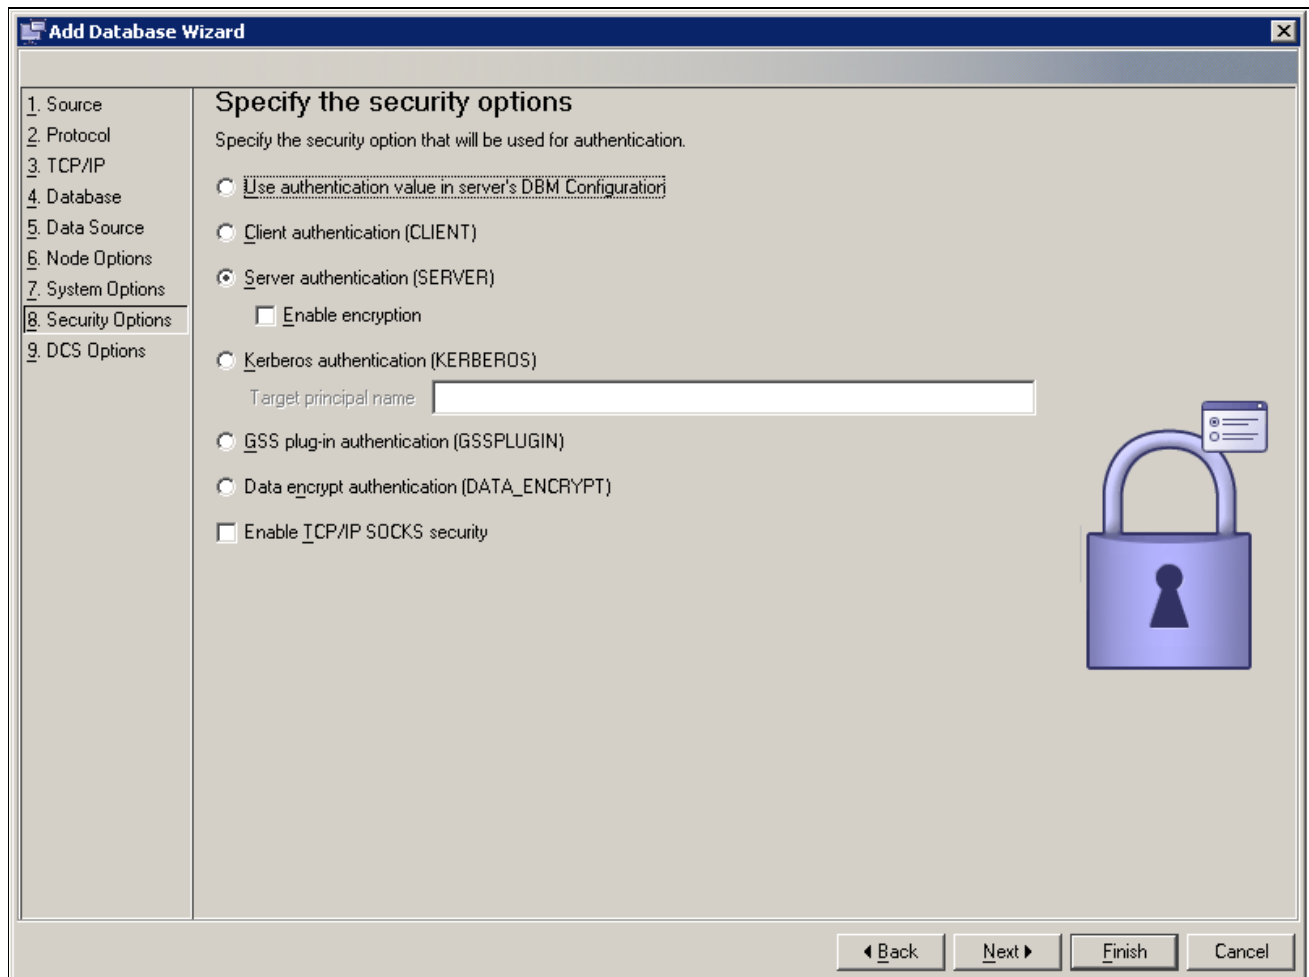 Add Database Wizard
1. Source
2. Protocol
3. TCP/IP
4. Database
5. Data Source
6. Node Options
7. System Options
8. Security Options
9. DCS Options
Specify the security options
Specify the security option that will be used for authentication.
Use authentication value in server's DBM Configuration
Client authentication (CLIENT)
Server authentication (SERVER)
Enable encryption
Kerberos authentication (KERBEROS)
Target principal name
GSS plug-in authentication (GSSPLUGIN)
Data encrypt authentication (DATA_ENCRYPT)
Enable TCP/IP SOCKS security
Back Next Finish Cancel